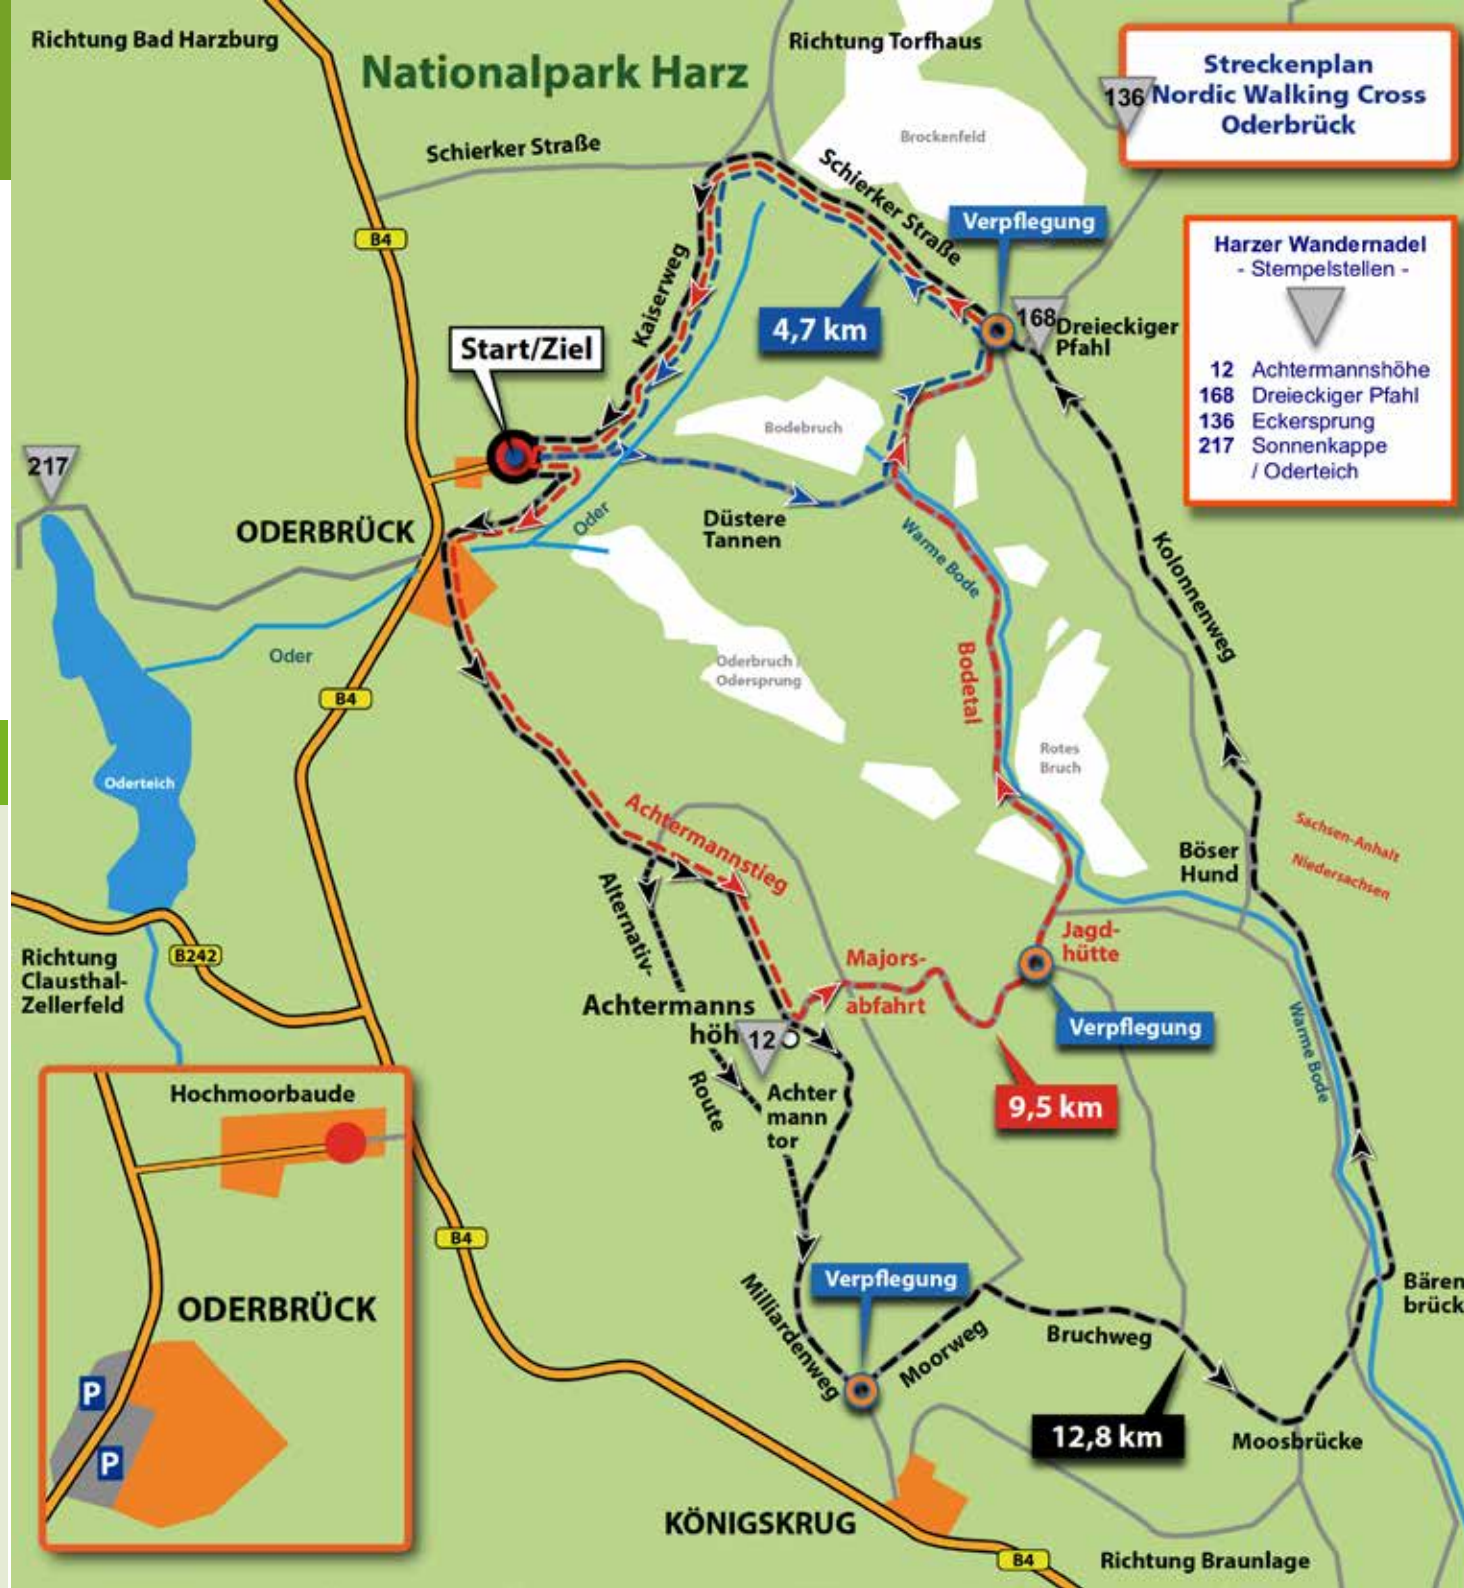 Richtung Bad Harzburg
Nationalpark Harz
Richtung Torfhaus
Streckenplan
Nordic Walking Cross
Oderbrück
136
Brockenfeld
Schierker Straße
Schierker Straße
Verpflegung
Harzer Wandernadel
- Stempelstellen -
12 Achtermannshöhe
168 Dreieckiger Pfahl
136 Eckersprung
217 Sonnenkappe
/ Oderteich
B4
Kaiserweg
4,7 km
168
Dreieckiger
Pfahl
Start/Ziel
Bodebruch
217
ODERBRÜCK
Oder
Düstere
Tannen
Warme Bode
Kolonnenweg
Oder
Oderbruch /
Odersprung
Bodetal
B4
Rotes
Bruch
Oderteich
Achtermannstieg
Sachsen-Anhalt
Niedersachsen
Böser
Hund
Alternativ-
Richtung
Clausthal-
Zellerfeld
B242
Majors-
abfahrt
Jagd-
hütte
Achtermanns
höh
12
Verpflegung
Warme Bode
Route
Achter
mann
tor
9,5 km
Hochmoorbaude
B4
ODERBRÜCK
P
P
Verpflegung
Milliardenweg
Moorweg
Bruchweg
Bären
brück
12,8 km
Moosbrücke
KÖNIGSKRUG
B4
Richtung Braunlage